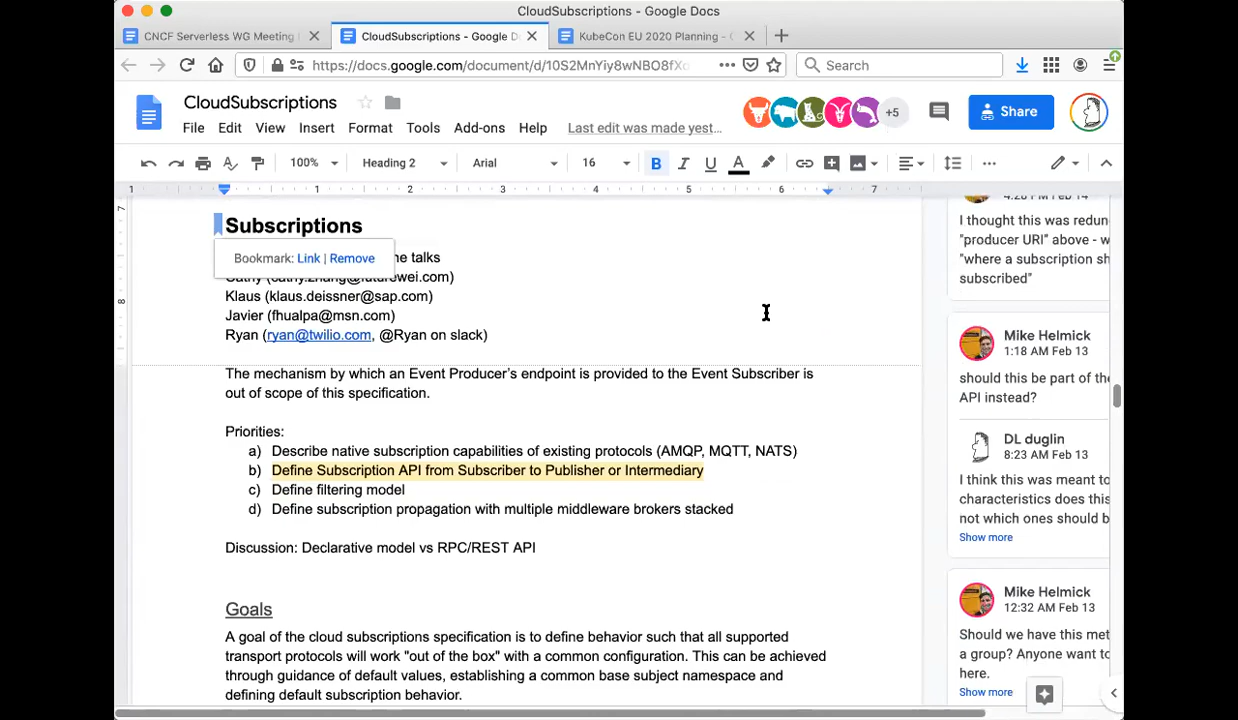 CloudSubscriptions - Google Docs
CNCF Serverless WG Meeting
CloudSubscriptions - Google D
KubeCon EU 2020 Planning -
https://docs.google.com/document/d/10S2MnYiy8wNBO8fXo
Search
CloudSubscriptions
+5
Share
File Edit View Insert Format Tools Add-ons Help Last edit was made yest...
100% Heading 2 Arial 16 B I U A
1 1 2 3 4 5 6 7
7
8
Subscriptions
Bookmark: Link | Remove
talks
Klaus (klaus.deissner@sap.com)
Javier (fhualpa@msn.com)
Ryan (ryan@twilio.com, @Ryan on slack)
The mechanism by which an Event Producer's endpoint is provided to the Event Subscriber is
out of scope of this specification.
Priorities:
a) Describe native subscription capabilities of existing protocols (AMQP, MQTT, NATS)
b) Define Subscription API from Subscriber to Publisher or Intermediary
c) Define filtering model
d) Define subscription propagation with multiple middleware brokers stacked
Discussion: Declarative model vs RPC/REST API
Goals
A goal of the cloud subscriptions specification is to define behavior such that all supported
transport protocols will work "out of the box" with a common configuration. This can be achieved
through guidance of default values, establishing a common base subject namespace and
defining default subscription behavior.
I thought this was redun
"producer URI" above - w
"where a subscription sh
subscribed"
Mike Helmick
1:18 AM Feb 13
should this be part of the
API instead?
DL duglin
8:23 AM Feb 13
I think this was meant to
characteristics does this
not which ones should b
Show more
Mike Helmick
12:32 AM Feb 13
Should we have this met
a group? Anyone want to
here.
Show more